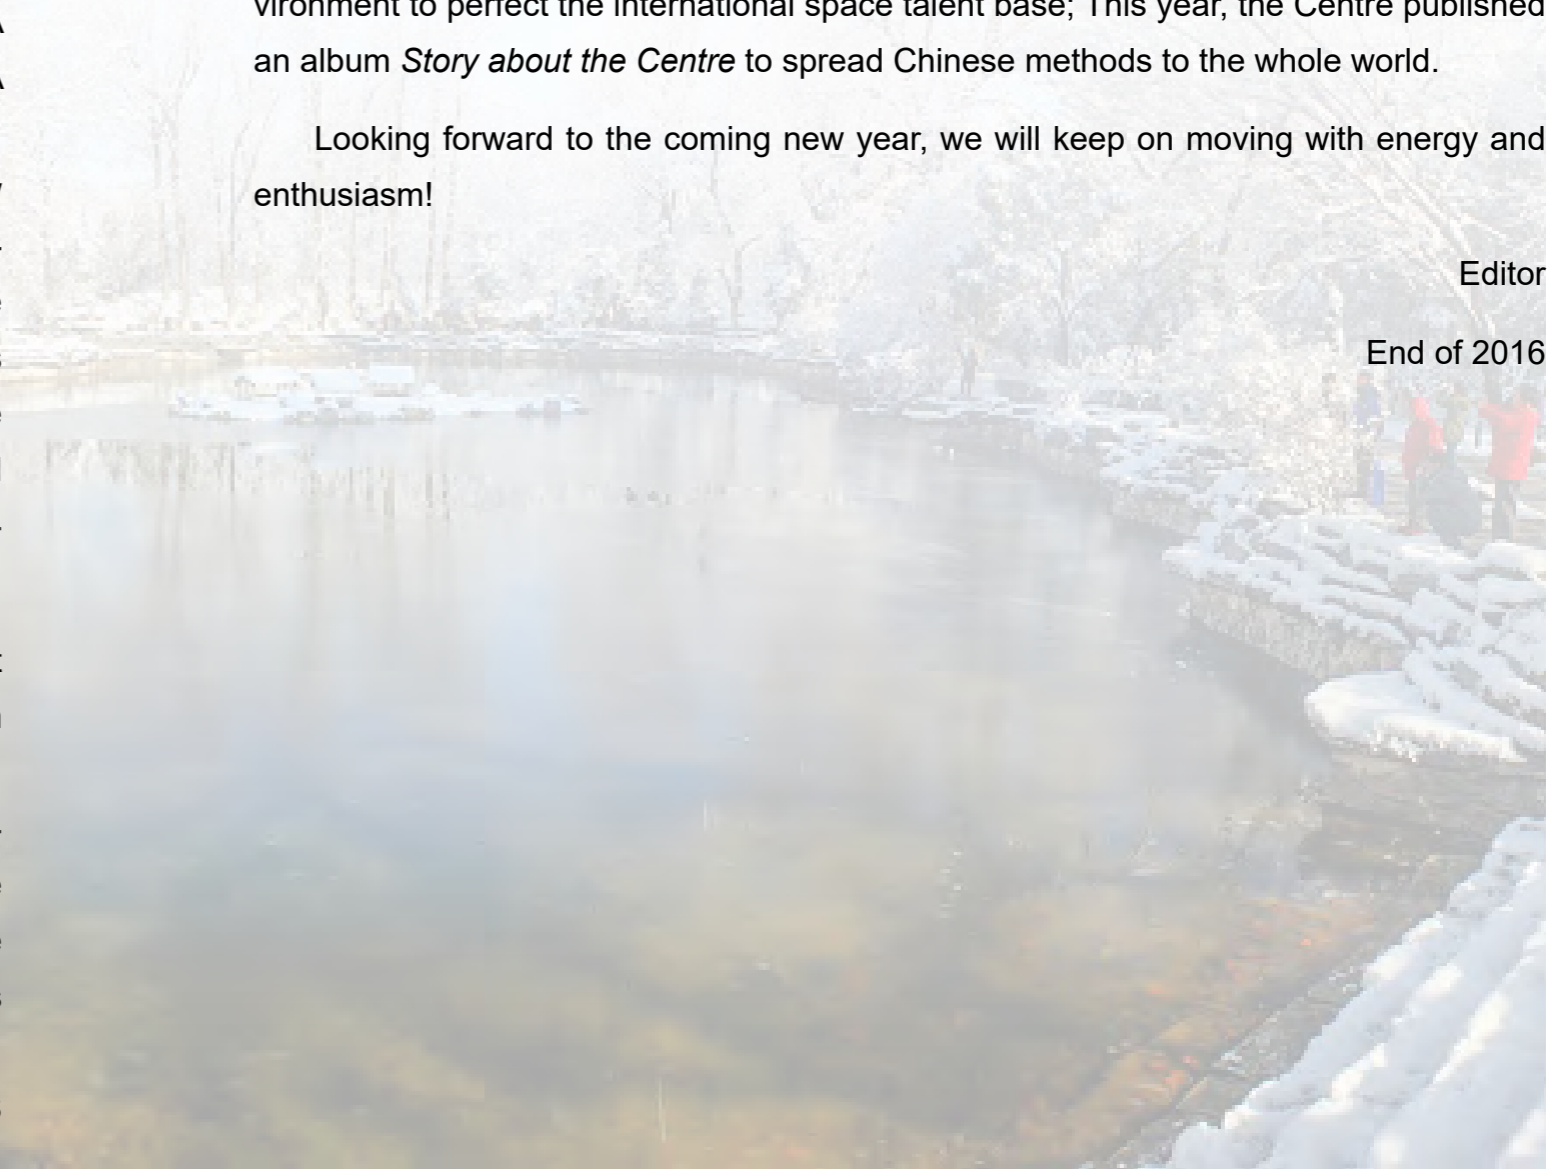 vironment to perfect the international space talent base; This year, the Centre published
an album Story about the Centre to spread Chinese methods to the whole world.
Looking forward to the coming new year, we will keep on moving with energy and
enthusiasm!
Editor
End of 2016